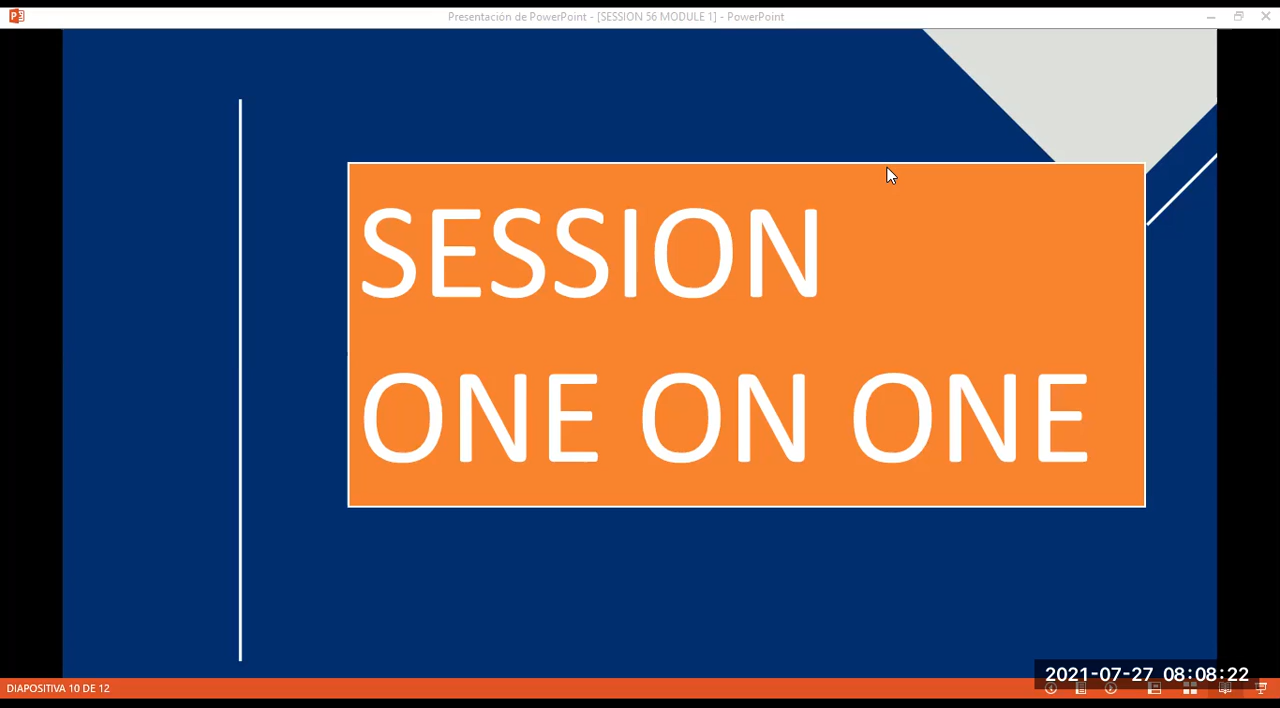 Presentación de PowerPoint - [SESSION 56 MODULE 1] - PowerPoint
SESSION
ONE ON ONE
2021-07-27 08:08:22
DIAPOSITIVA 10 DE 12